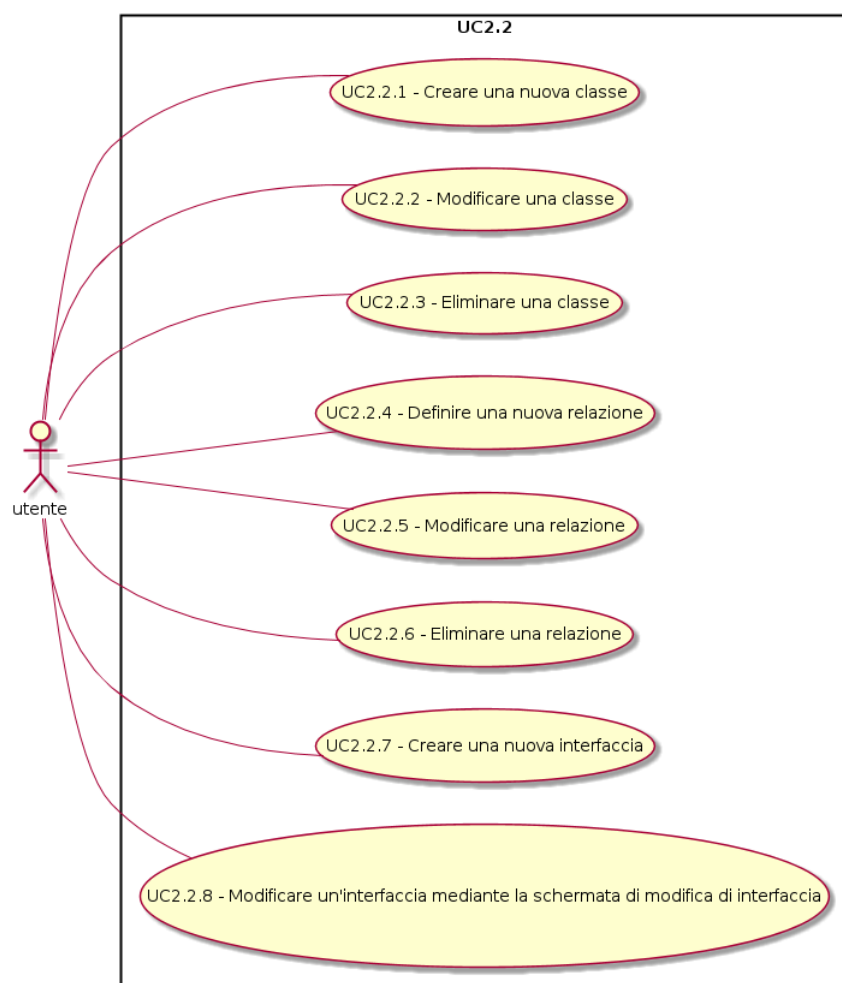 UC2.2
UC2.2.1 - Creare una nuova classe
UC2.2.2 - Modificare una classe
UC2.2.3 - Eliminare una classe
UC2.2.4 - Definire una nuova relazione
utente
UC2.2.5 - Modificare una relazione
UC2.2.6 - Eliminare una relazione
UC2.2.7 - Creare una nuova interfaccia
UC2.2.8 - Modificare un'interfaccia mediante la schermata di modifica di interfaccia